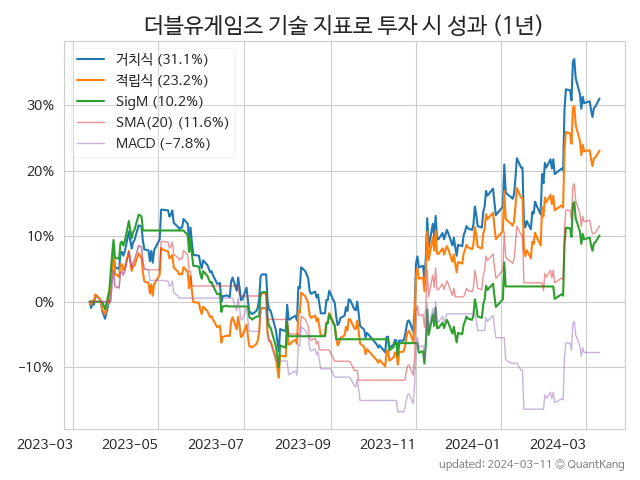 더블유게임즈 기술 지표로 투자 시 성과 (1년)
거치식 (31.1%)
적립식 (23.2%)
SigM (10.2%)
SMA(20) (11.6%)
MACD (-7.8%)
30%
20%
10%
0%
-10%
2023-03 2023-05 2023-07 2023-09 2023-11 2024-01 2024-03
updated: 2024-03-11 ⓒ QuantKang